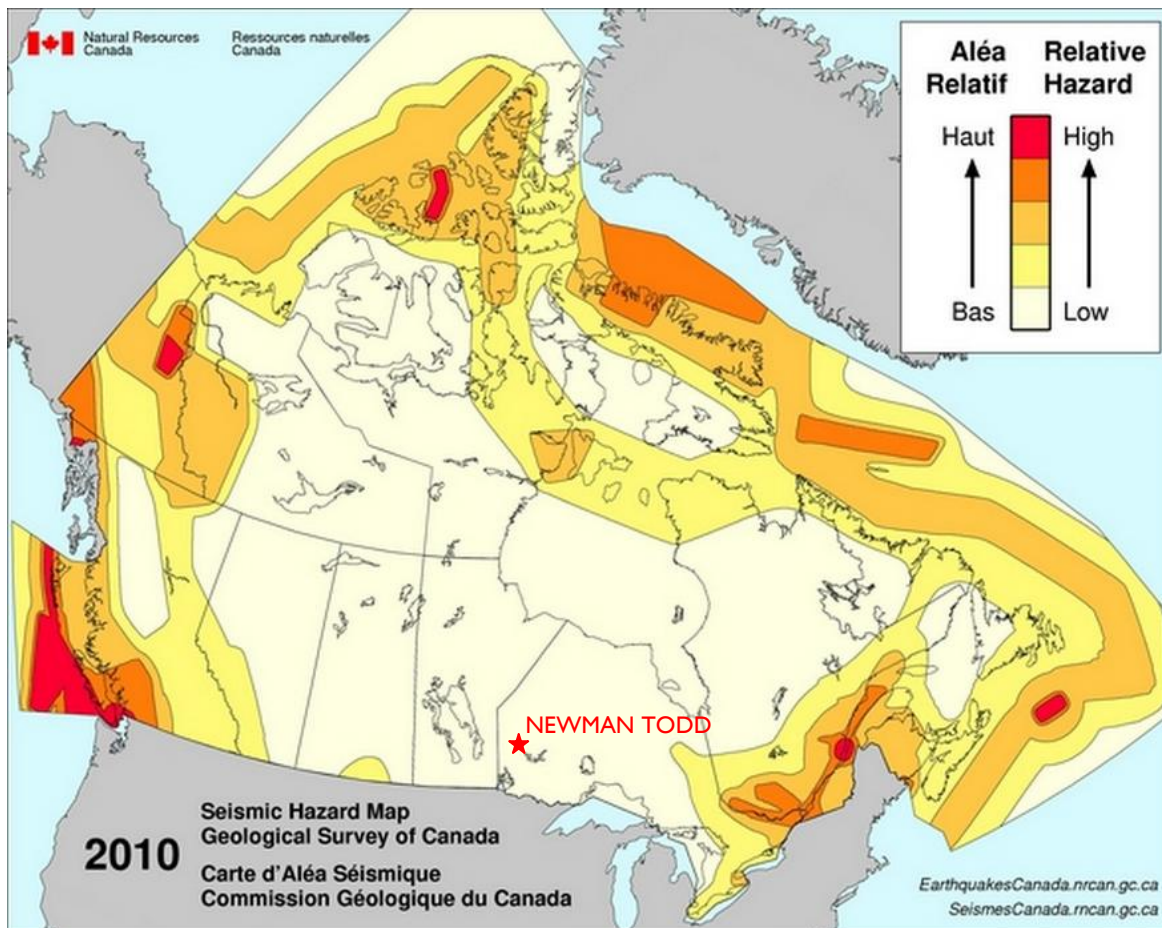 Natural Resources
Canada
Ressources naturelles
Canada
Aléa
Relatif
Relative
Hazard
Haut
High
Bas
Low
NEWMAN TODD
2010
Seismic Hazard Map
Geological Survey of Canada
Carte d'Aléa Séismique
Commission Géologique du Canada
EarthquakesCanada.nrcan.gc.ca
SeismesCanada.rncan.gc.ca